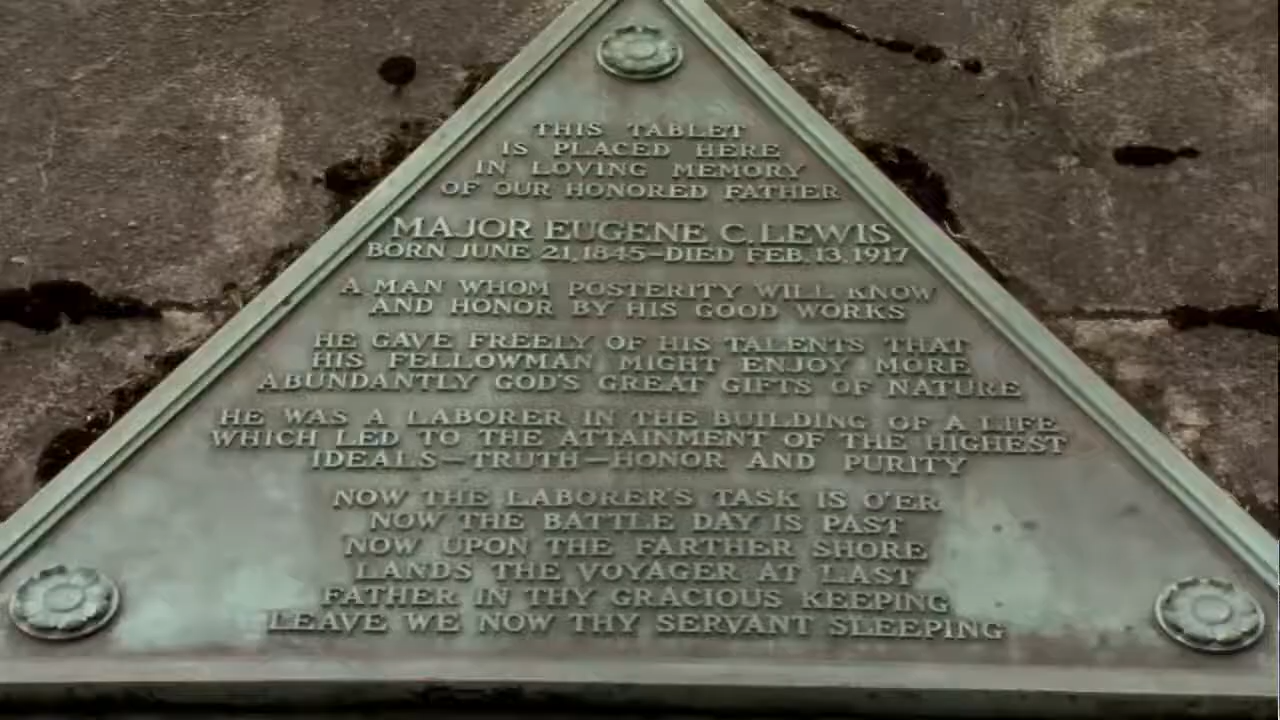 THIS TABLET
IS PLACED HERE
IN LOVING MEMORY
OF OUR HONORED FATHER
MAJOR EUGENE C. LEWIS
BORN JUNE 21, 1845–DIED FEB. 13, 1917
A MAN WHOM POSTERITY WILL KNOW
AND HONOR BY HIS GOOD WORKS
HE GAVE FREELY OF HIS TALENTS THAT
HIS FELLOWMAN MIGHT ENJOY MORE
ABUNDANTLY GOD'S GREAT GIFTS OF NATURE
HE WAS A LABORER IN THE BUILDING OF A LIFE
WHICH LED TO THE ATTAINMENT OF THE HIGHEST
IDEALS–TRUTH–HONOR AND PURITY
NOW THE LABORER'S TASK IS O'ER
NOW THE BATTLE DAY IS PAST
NOW UPON THE FARTHER SHORE
LANDS THE VOYAGER AT LAST
FATHER IN THY GRACIOUS KEEPING
LEAVE WE NOW THY SERVANT SLEEPING